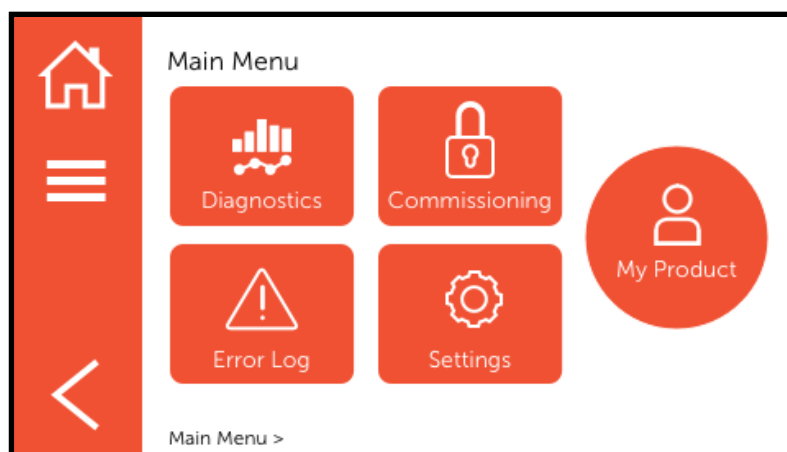 Main Menu
Diagnostics
Commissioning
My Product
Error Log
Settings
Main Menu >